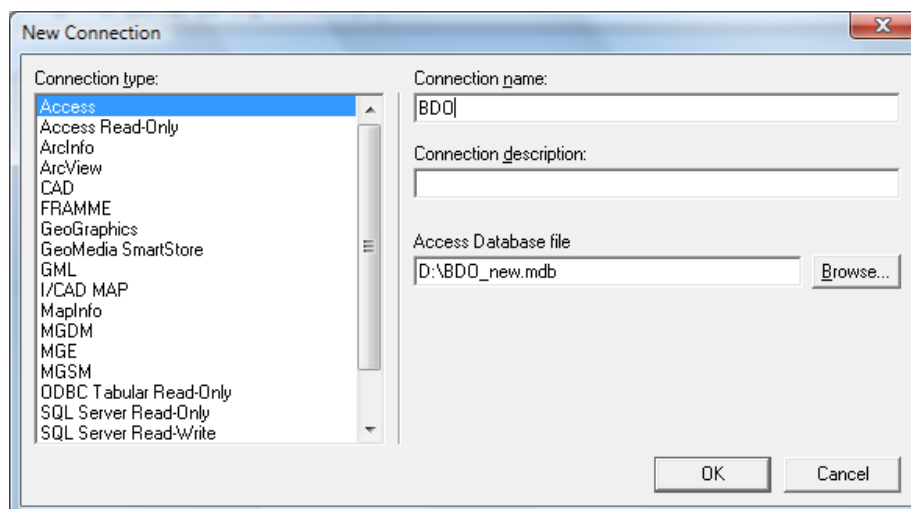 New Connection
Connection type:
Access
Access Read-Only
ArcInfo
ArcView
CAD
FRAMME
GeoGraphics
GeoMedia SmartStore
GML
I/CAD MAP
MapInfo
MGDM
MGE
MGSM
ODBC Tabular Read-Only
SQL Server Read-Only
SQL Server Read-Write
Connection name:
BDO
Connection description:
Access Database file
D:\BDO_new.mdb
Browse...
OK
Cancel